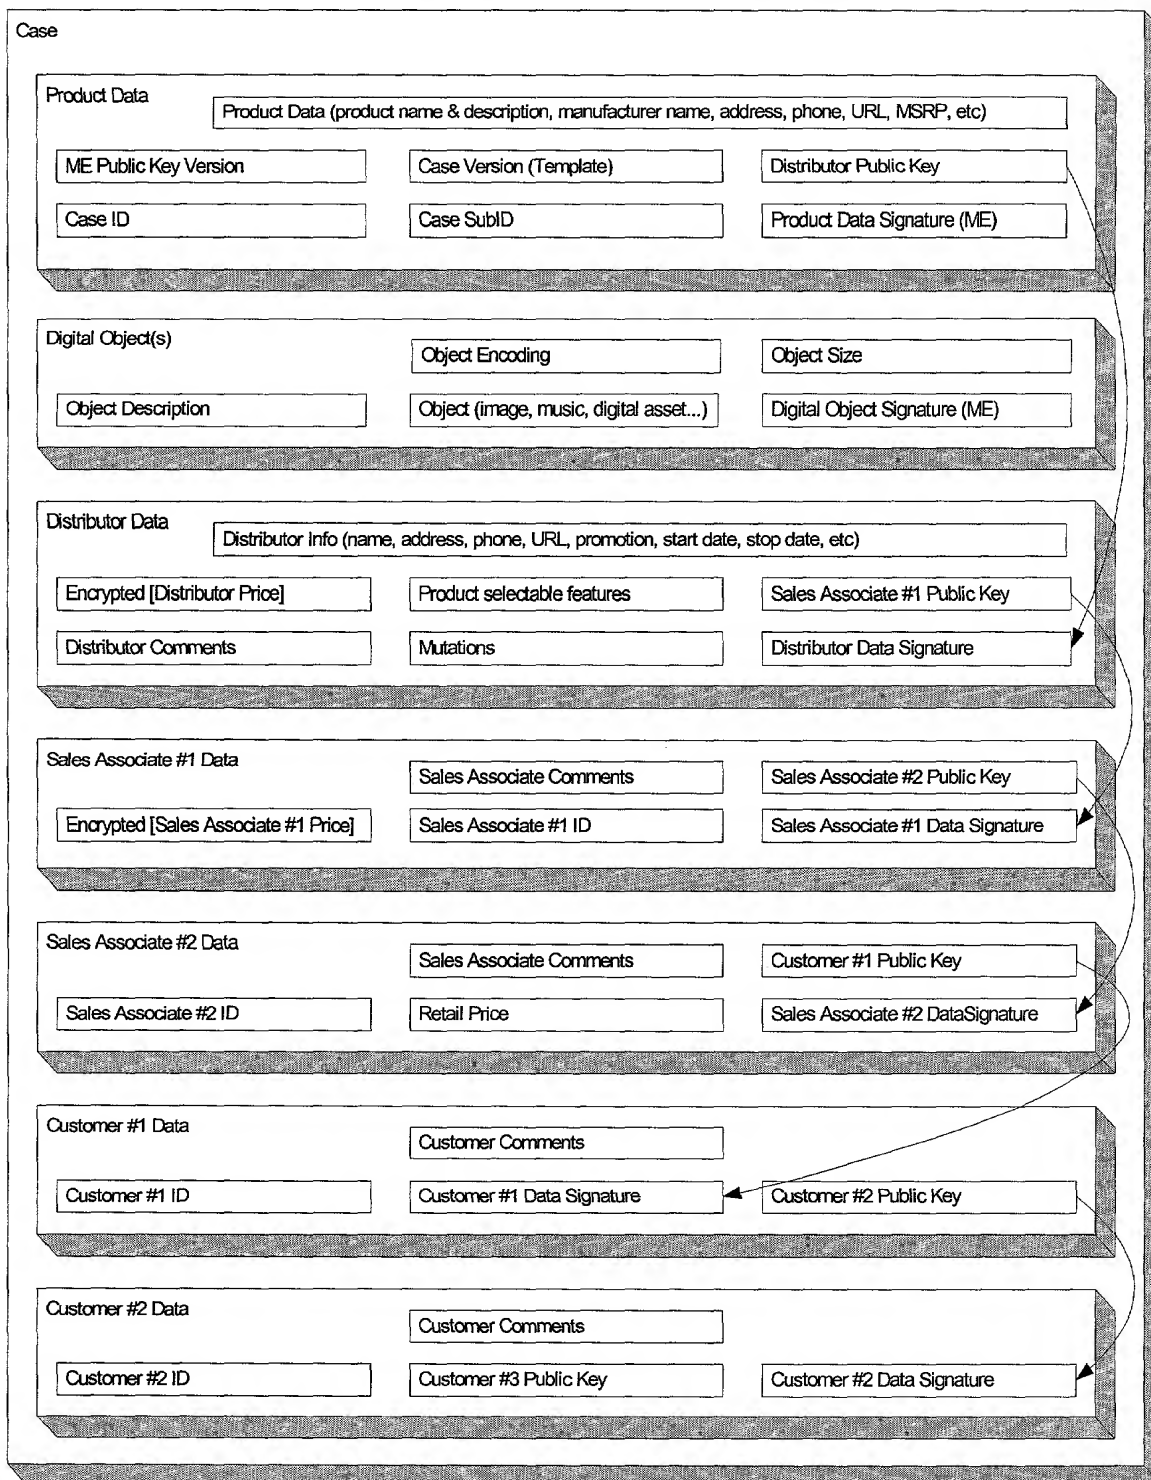 Case
Product Data
Product Data (product name & description, manufacturer name, address, phone, URL, MSRP, etc)
ME Public Key Version
Case Version (Template)
Distributor Public Key
Case ID
Case SubID
Product Data Signature (ME)
Digital Object(s)
Object Encoding
Object Size
Object Description
Object (image, music, digital asset...)
Digital Object Signature (ME)
Distributor Data
Distributor Info (name, address, phone, URL, promotion, start date, stop date, etc)
Encrypted [Distributor Price]
Product selectable features
Sales Associate #1 Public Key
Distributor Comments
Mutations
Distributor Data Signature
Sales Associate #1 Data
Sales Associate Comments
Sales Associate #2 Public Key
Encrypted [Sales Associate #1 Price]
Sales Associate #1 ID
Sales Associate #1 Data Signature
Sales Associate #2 Data
Sales Associate Comments
Customer #1 Public Key
Sales Associate #2 ID
Retail Price
Sales Associate #2 DataSignature
Customer #1 Data
Customer Comments
Customer #1 ID
Customer #1 Data Signature
Customer #2 Public Key
Customer #2 Data
Customer Comments
Customer #2 ID
Customer #3 Public Key
Customer #2 Data Signature